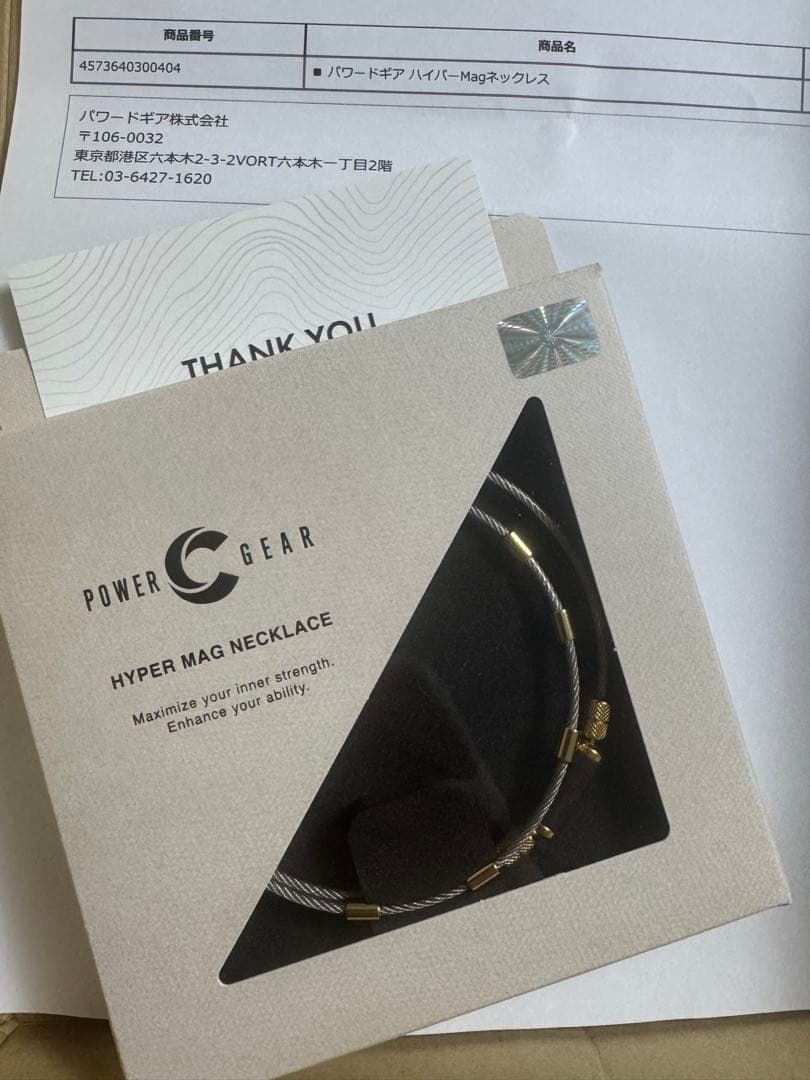 商品番号
商品名
4573640300404
■ パワードギア ハイパーMagネックレス
パワードギア株式会社
〒106-0032
東京都港区六本木2-3-2VORT六本木一丁目2階
TEL:03-6427-1620
THANK YOU
POWER GEAR
HYPER MAG NECKLACE
Maximize your inner strength.
Enhance your ability.